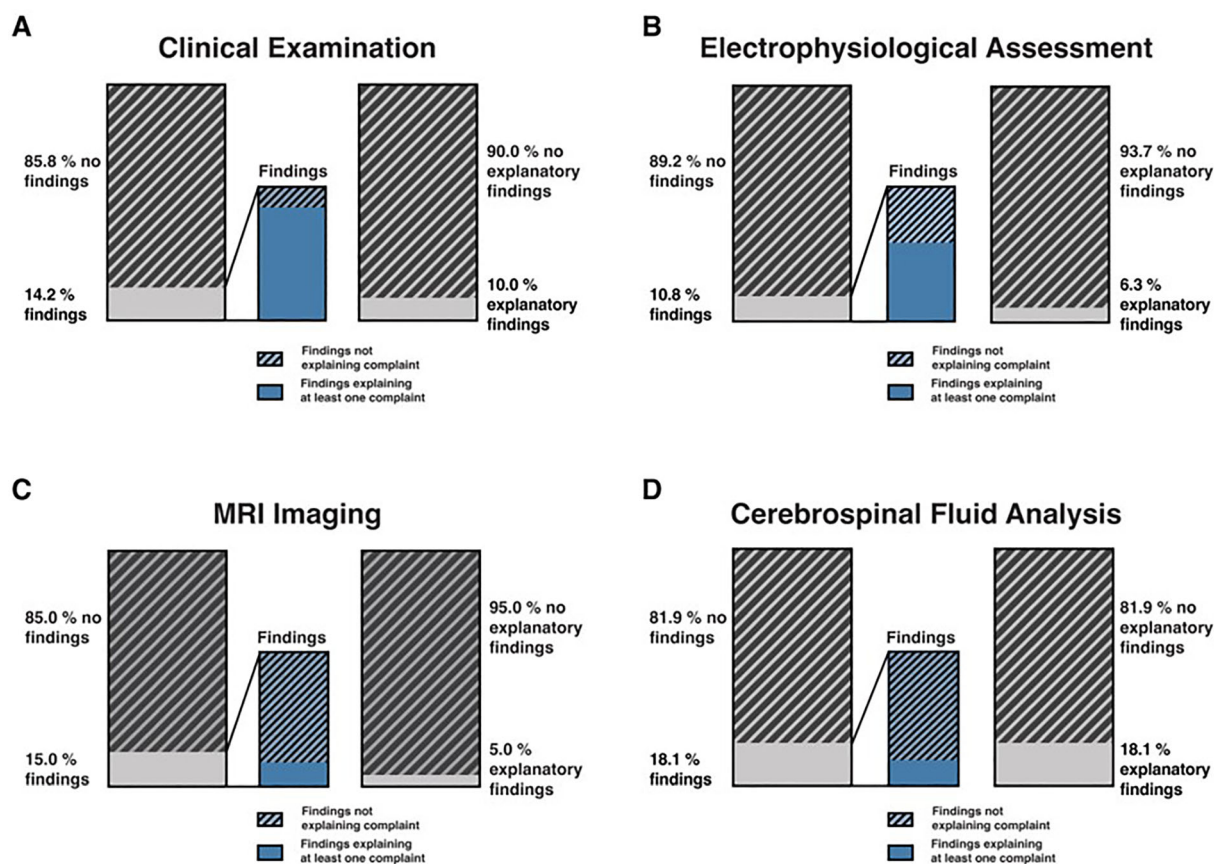 A
Clinical Examination
85.8 % no
findings
14.2 %
findings
Findings
90.0 % no
explanatory
findings
10.0 %
explanatory
findings
Findings not
explaining complaint
Findings explaining
at least one complaint
B
Electrophysiological Assessment
89.2 % no
findings
10.8 %
findings
Findings
93.7 % no
explanatory
findings
6.3 %
explanatory
findings
Findings not
explaining complaint
Findings explaining
at least one complaint
C
MRI Imaging
85.0 % no
findings
15.0 %
findings
Findings
95.0 % no
explanatory
findings
5.0 %
explanatory
findings
Findings not
explaining complaint
Findings explaining
at least one complaint
D
Cerebrospinal Fluid Analysis
81.9 % no
findings
18.1 %
findings
Findings
81.9 % no
explanatory
findings
18.1 %
explanatory
findings
Findings not
explaining complaint
Findings explaining
at least one complaint